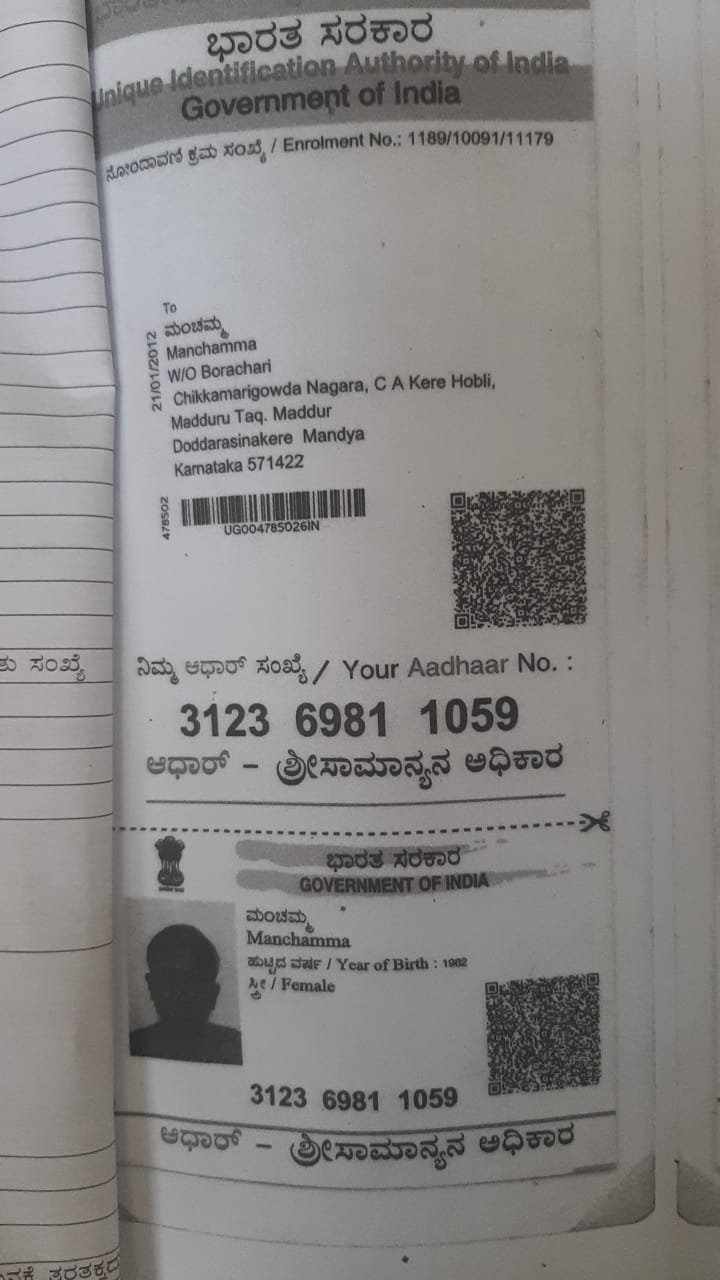 ಭಾರತ ಸರಕಾರ
Unique Identification Authority of India
Government of India
ನೋಂದಾವಣಿ ಕ್ರಮ ಸಂಖ್ಯೆ / Enrolment No.: 1189/10091/11179
To
ಮಂಚಮ್ಮ
Manchamma
W/O Borachari
Chikkamarigowda Nagara, C A Kere Hobli,
Madduru Taq. Maddur
Doddarasinakere Mandya
Karnataka 571422
21/01/2012
478502
UG004785026IN
ಸಂಖ್ಯೆ
ನಿಮ್ಮ ಆಧಾರ್ ಸಂಖ್ಯೆ / Your Aadhaar No. :
3123 6981 1059
ಆಧಾರ್ – ಶ್ರೀಸಾಮಾನ್ಯನ ಅಧಿಕಾರ
ಭಾರತ ಸರಕಾರ
GOVERNMENT OF INDIA
ಮಂಚಮ್ಮ
Manchamma
ಹುಟ್ಟಿದ ವರ್ಷ / Year of Birth : 1962
ಸ್ತ್ರೀ / Female
3123 6981 1059
ಆಧಾರ್ – ಶ್ರೀಸಾಮಾನ್ಯನ ಅಧಿಕಾರ